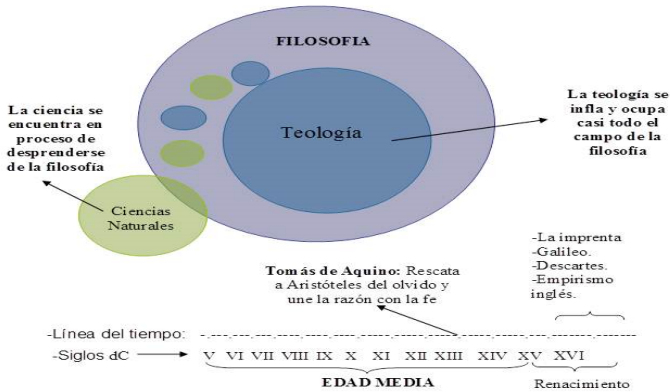 FILOSOFIA
La ciencia se
encuentra en
proceso de
desprenderse
de la filosofía
Teología
La teología se
infla y ocupa
casi todo el
campo de la
filosofía
Ciencias
Naturales
-La imprenta
-Galileo.
-Descartes.
-Empirismo
inglés.
Tomás de Aquino: Rescata
a Aristóteles del olvido y
une la razón con la fe
-Línea del tiempo:
-Siglos dC V VI VII VIII IX X XI XII XIII XIV XV XVI
EDAD MEDIA Renacimiento